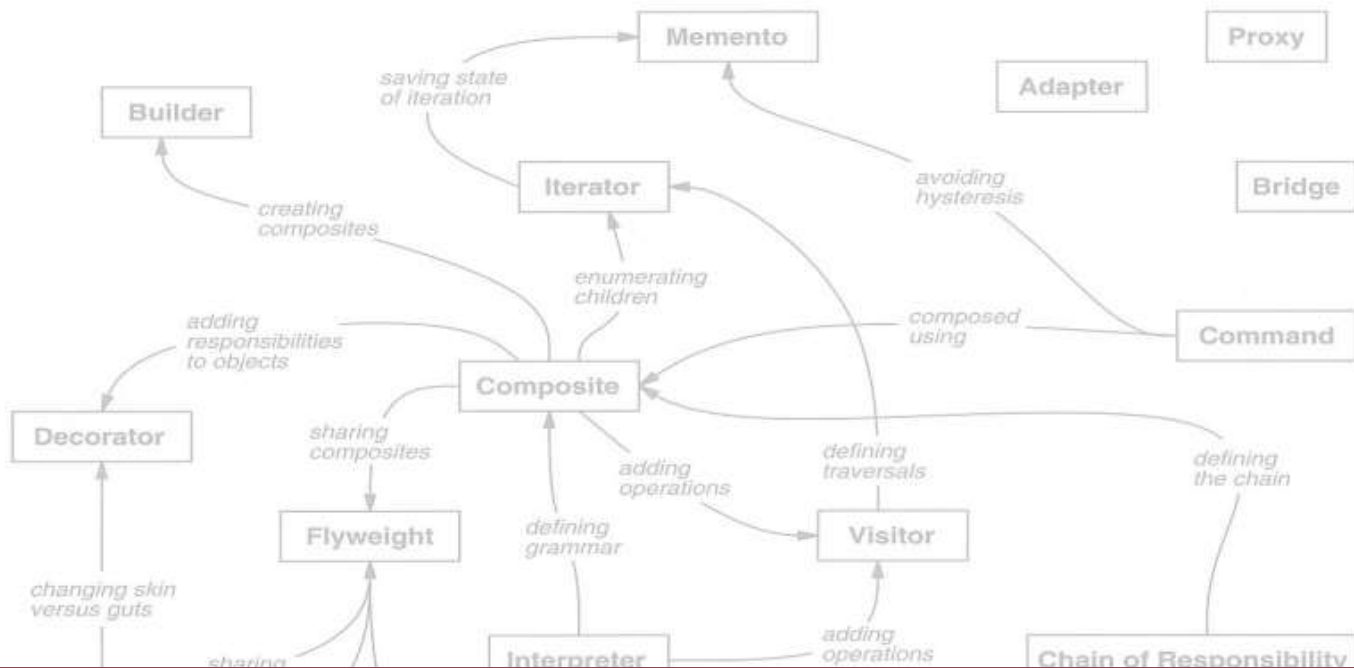 Memento
Proxy
saving state
of iteration
Adapter
Builder
Iterator
avoiding
hysteresis
Bridge
creating
composites
enumerating
children
adding
responsibilities
to objects
composed
using
Command
Composite
Decorator
sharing
composites
adding
operations
defining
traversals
defining
the chain
Flyweight
defining
grammar
Visitor
changing skin
versus guts
sharing
Interpreter
adding
operations
Chain of Responsibility